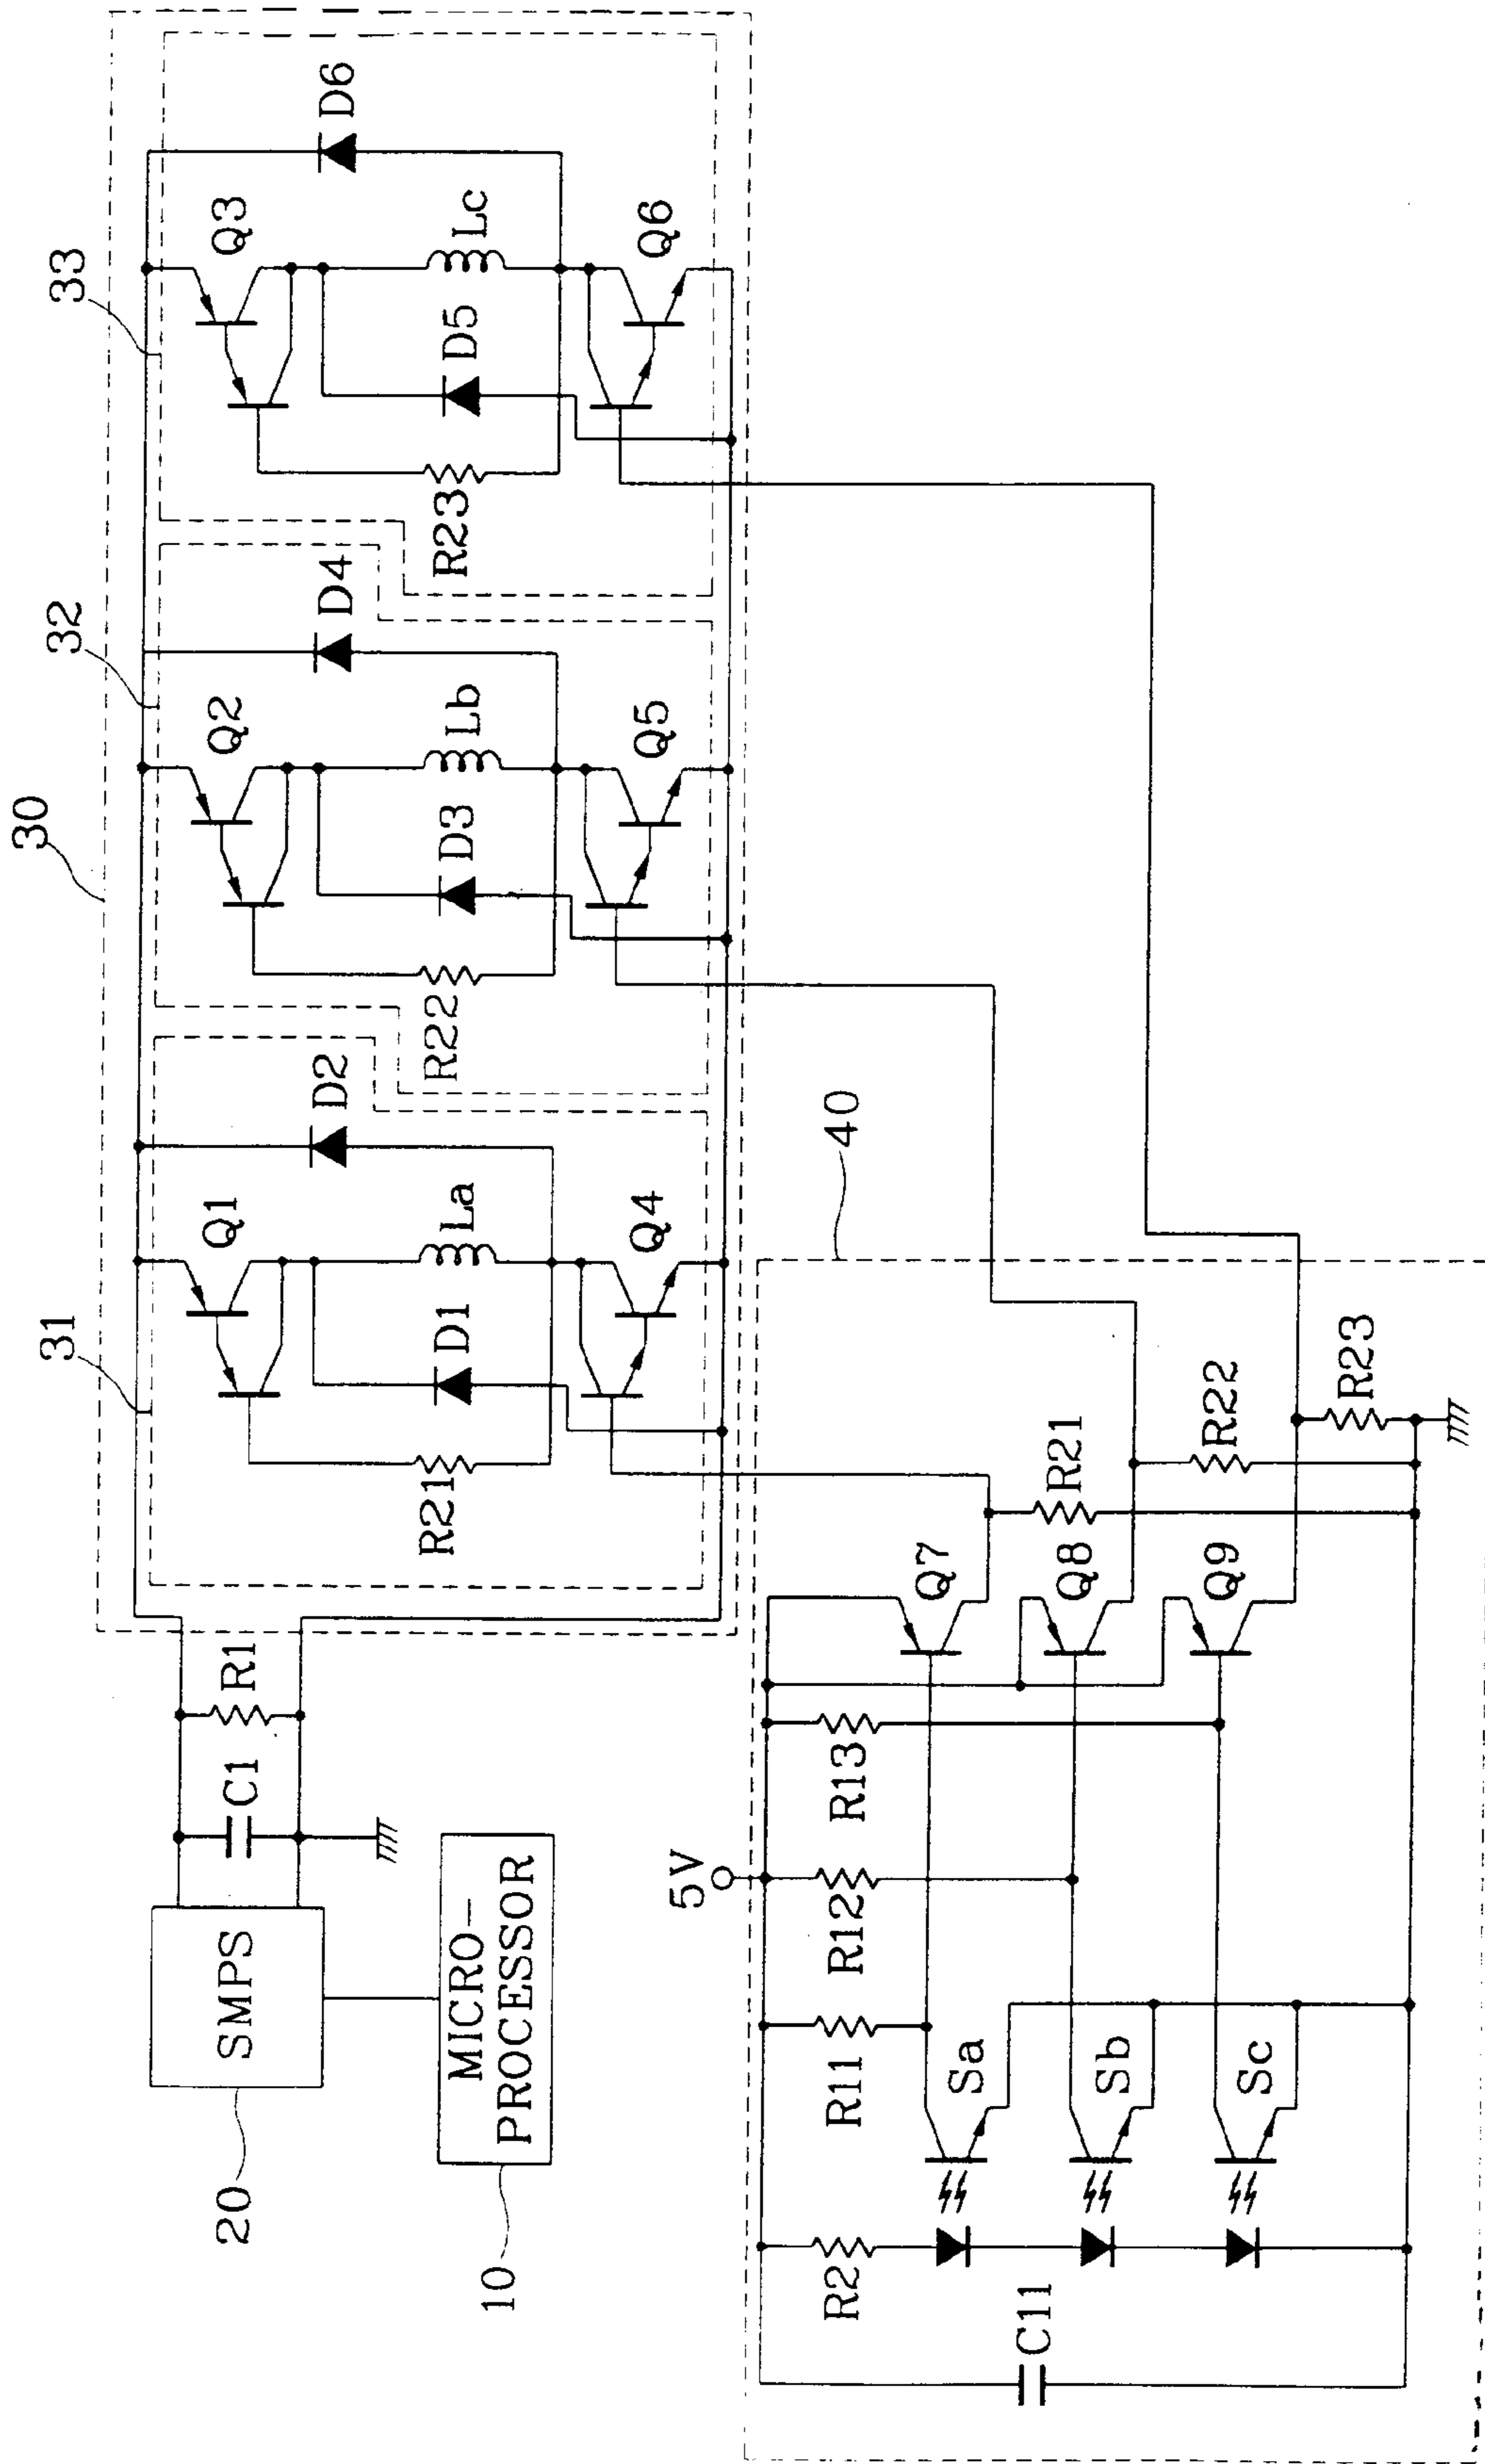 30
31
32
33
Q1
D2
Q2
D4
Q3
D6
La
Lb
Lc
D1
D3
D5
R21
R22
R23
Q4
Q5
Q6
20
SMPS
C1
R1
10
MICRO-
PROCESSOR
5V
40
R2
R11
R12
R13
C11
Sa
Sb
Sc
Q7
Q8
Q9
R21
R22
R23